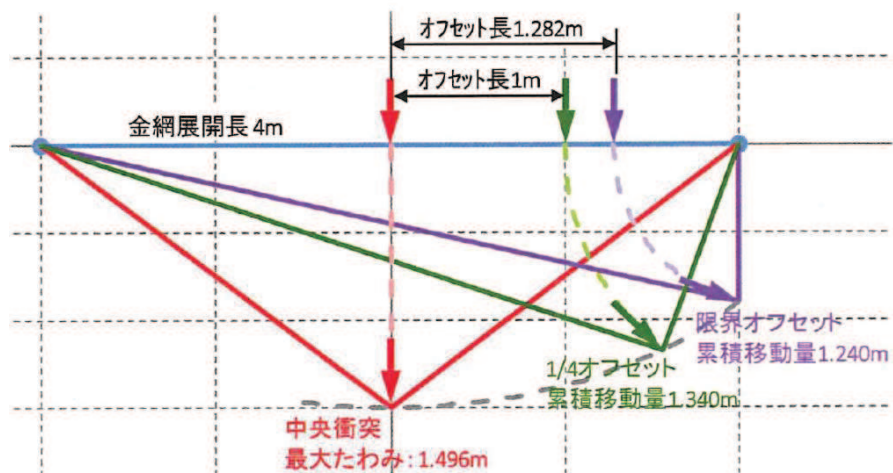 オフセット長1.282m
オフセット長1m
金網展開長4m
限界オフセット
累積移動量1.240m
1/4オフセット
累積移動量1.340m
中央衝突
最大たわみ：1.496m